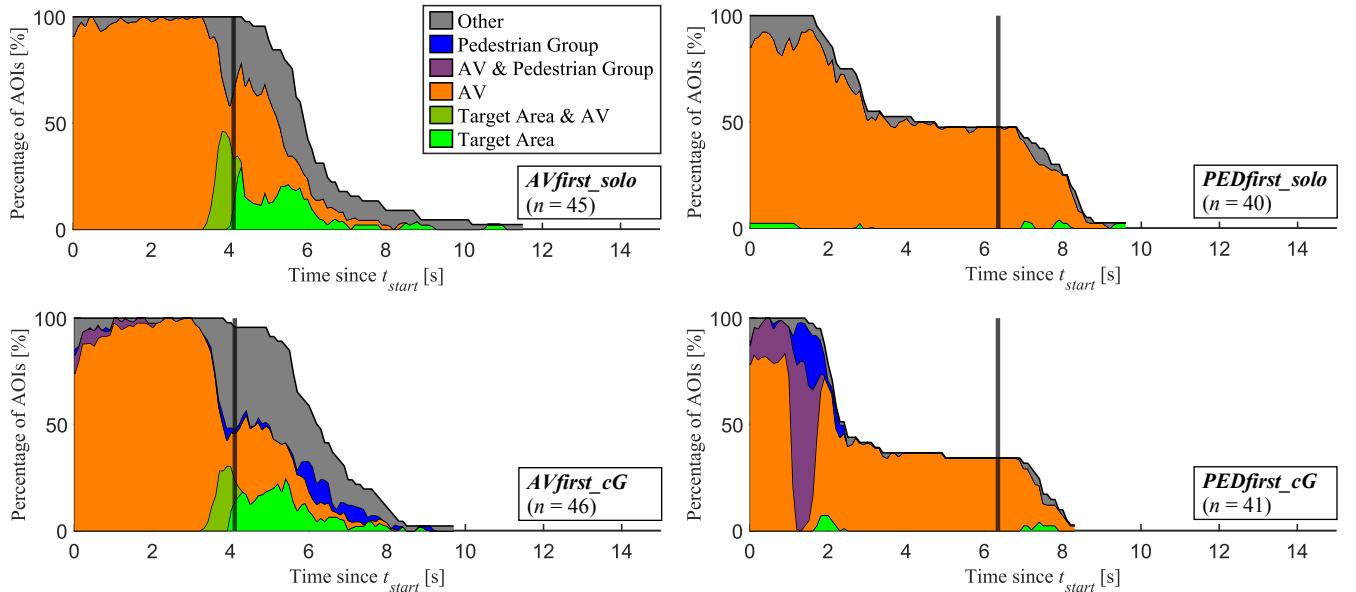 Percentage of AOIs [%]
100
50
0
0 2 4 6 8 10 12 14
Time since t_start [s]
Other
Pedestrian Group
AV & Pedestrian Group
AV
Target Area & AV
Target Area
AVfirst_solo
(n = 45)
Percentage of AOIs [%]
100
50
0
0 2 4 6 8 10 12 14
Time since t_start [s]
PEDfirst_solo
(n = 40)
Percentage of AOIs [%]
100
50
0
0 2 4 6 8 10 12 14
Time since t_start [s]
AVfirst_cG
(n = 46)
Percentage of AOIs [%]
100
50
0
0 2 4 6 8 10 12 14
Time since t_start [s]
PEDfirst_cG
(n = 41)